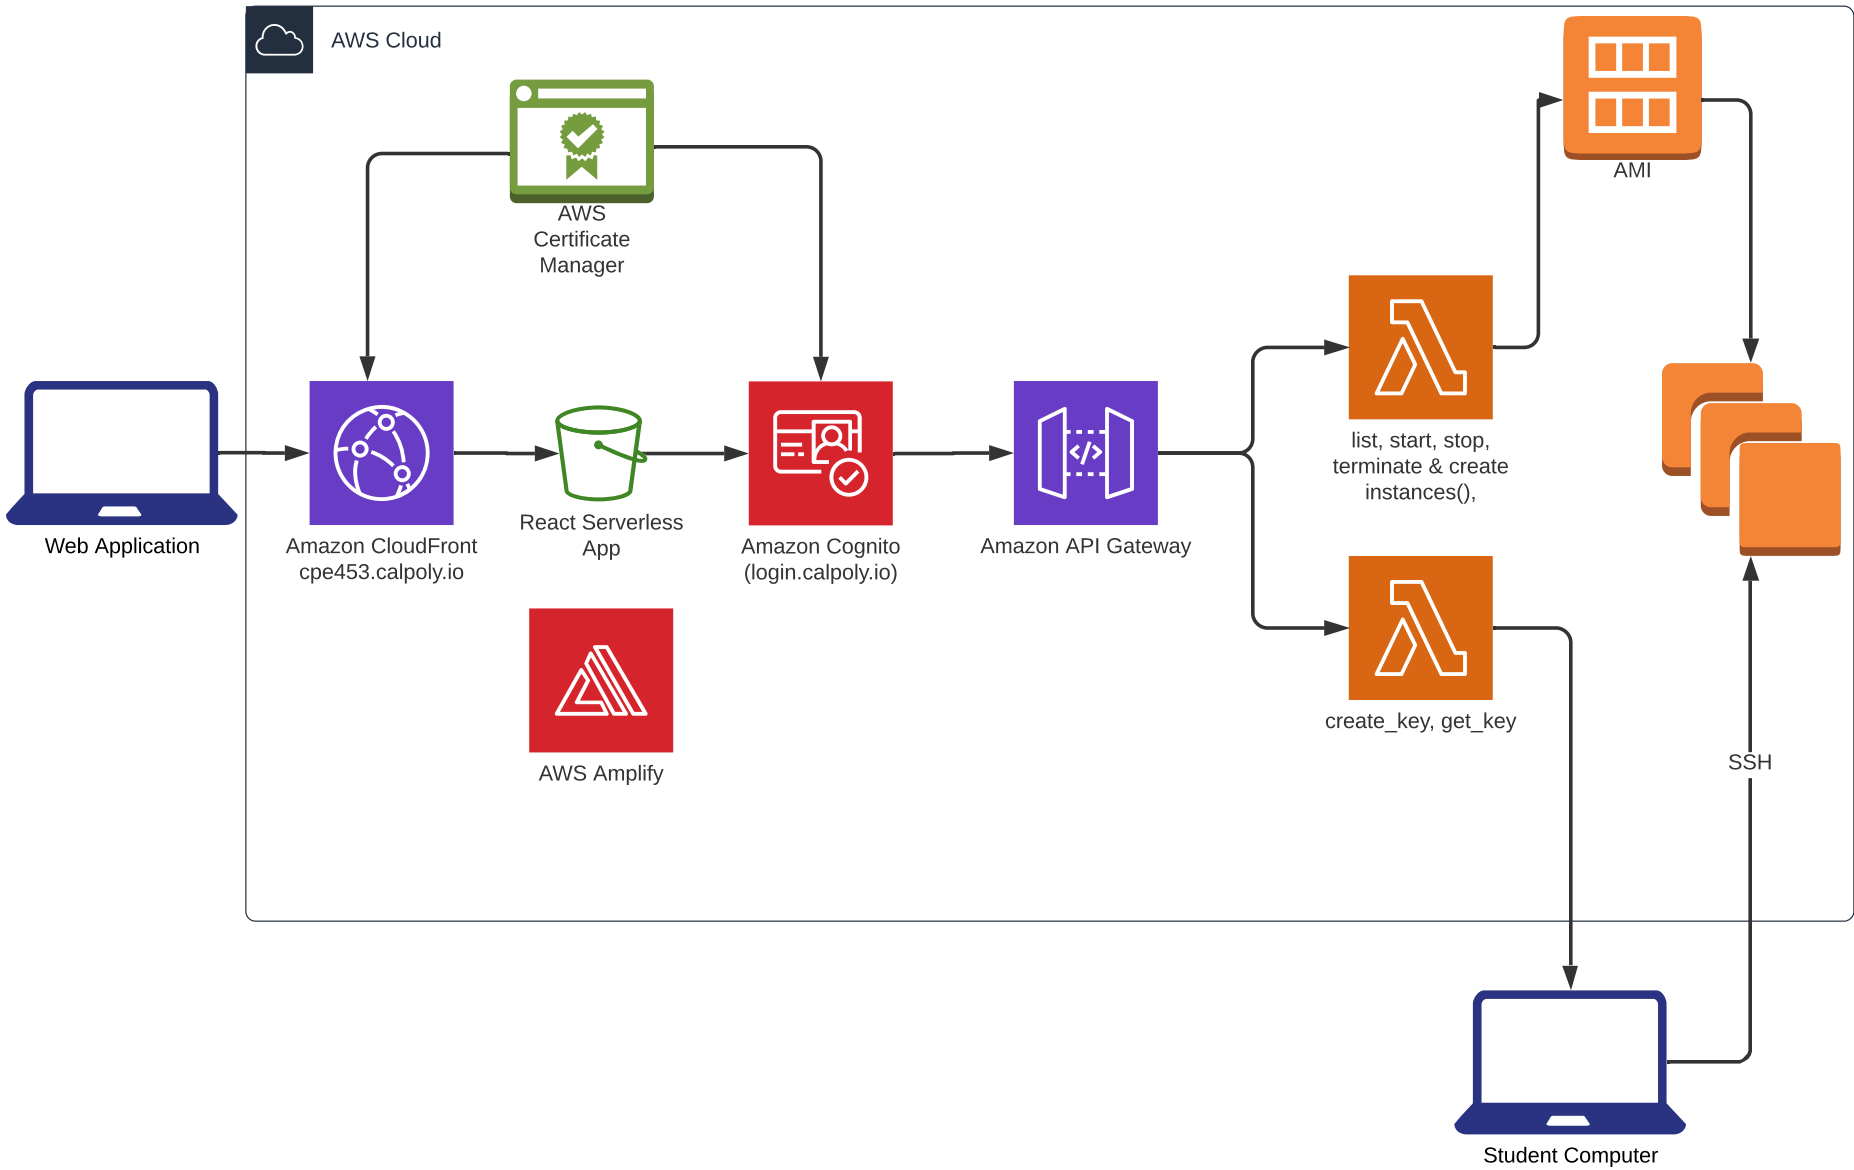 AWS Cloud
AWS
Certificate
Manager
AMI
Web Application
Amazon CloudFront
cpe453.calpoly.io
React Serverless
App
Amazon Cognito
(login.calpoly.io)
Amazon API Gateway
list, start, stop,
terminate & create
instances(),
create_key, get_key
AWS Amplify
SSH
Student Computer